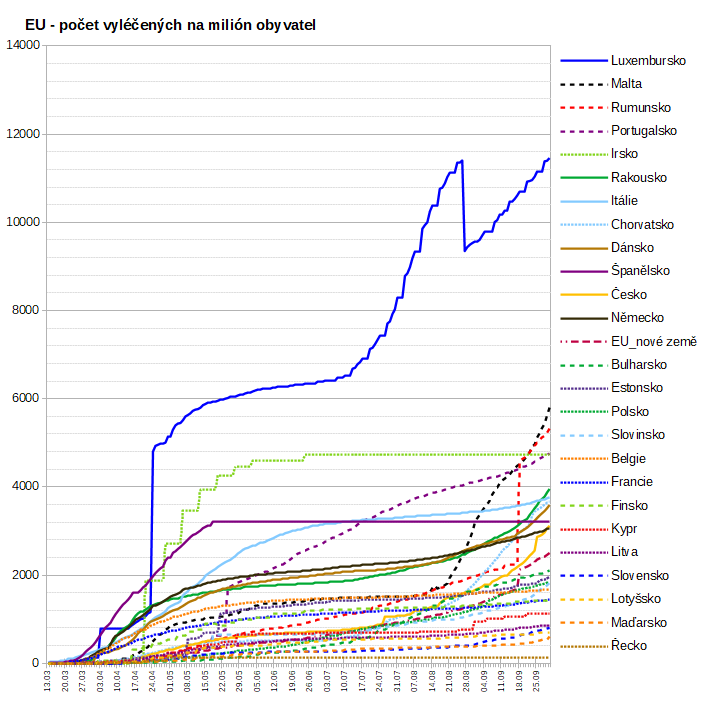 EU - počet vyléčených na milión obyvatel
14000
12000
10000
8000
6000
4000
2000
0
13.03 20.03 27.03 03.04 10.04 17.04 24.04 01.05 08.05 15.05 22.05 29.05 05.06 12.06 19.06 26.06 03.07 10.07 17.07 24.07 31.07 07.08 14.08 21.08 28.08 04.09 11.09 18.09 25.09
Luxembursko
Malta
Rumunsko
Portugalsko
Irsko
Rakousko
Itálie
Chorvatsko
Dánsko
Španělsko
Česko
Německo
EU_nové země
Bulharsko
Estonsko
Polsko
Slovinsko
Belgie
Francie
Finsko
Kypr
Litva
Slovensko
Lotyšsko
Maďarsko
Řecko